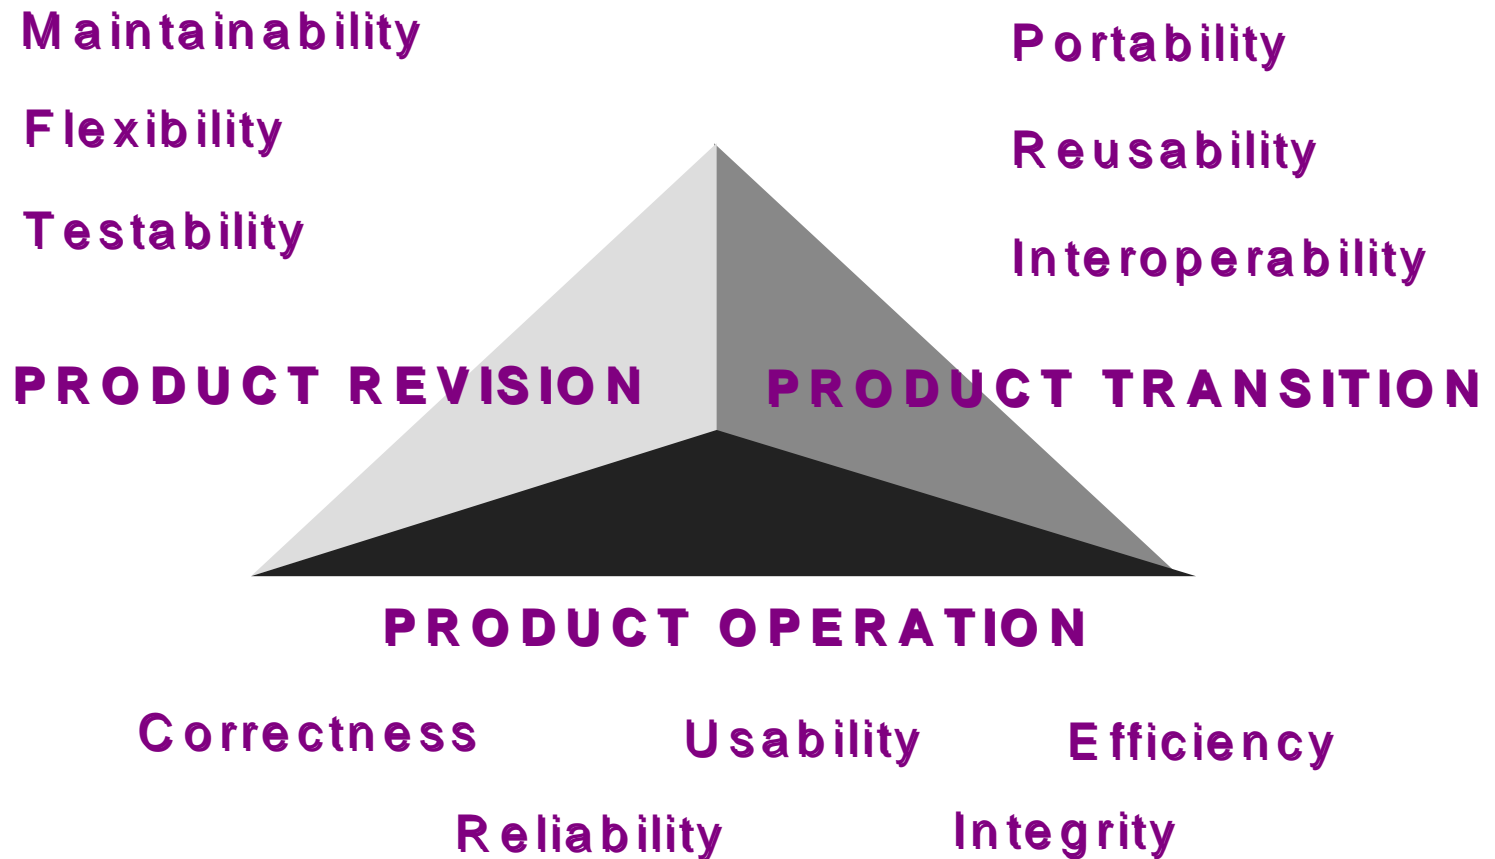 Maintainability
Portability
Flexibility
Reusability
Testability
Interoperability
PRODUCT REVISION
PRODUCT TRANSITION
PRODUCT OPERATION
Correctness
Usability
Efficiency
Reliability
Integrity